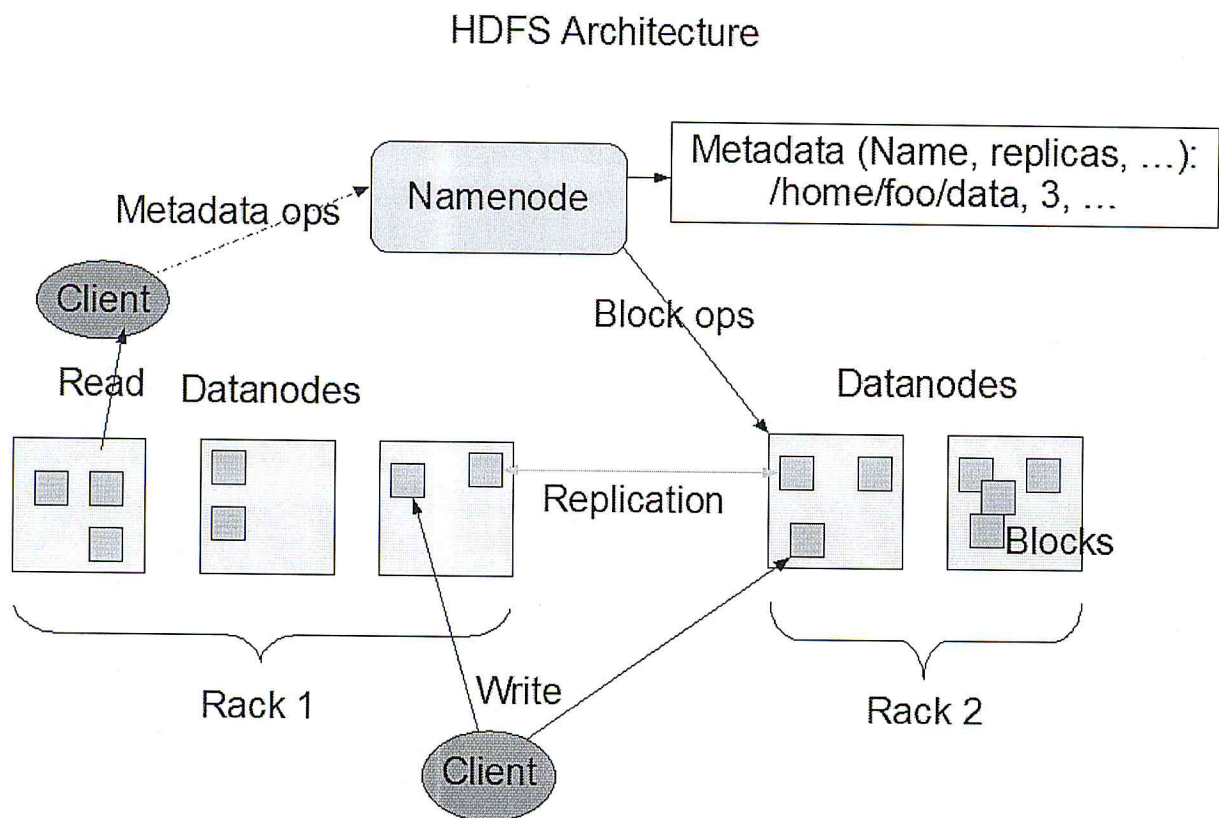 HDFS Architecture
Metadata (Name, replicas, ...):
/home/foo/data, 3, ...
Namenode
Metadata ops
Client
Block ops
Read
Datanodes
Datanodes
Replication
Blocks
Rack 1
Write
Rack 2
Client